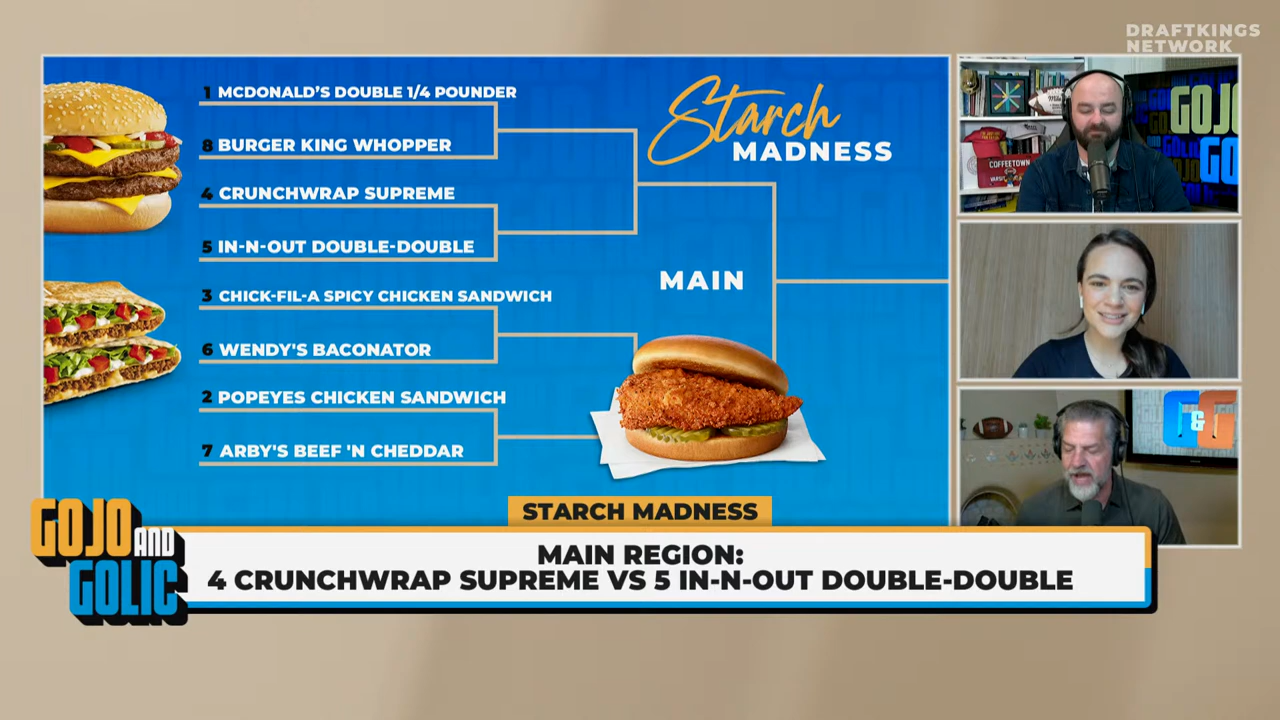 DRAFTKINGS
NETWORK
1 MCDONALD'S DOUBLE 1/4 POUNDER
8 BURGER KING WHOPPER
4 CRUNCHWRAP SUPREME
5 IN-N-OUT DOUBLE-DOUBLE
3 CHICK-FIL-A SPICY CHICKEN SANDWICH
6 WENDY'S BACONATOR
2 POPEYES CHICKEN SANDWICH
7 ARBY'S BEEF 'N CHEDDAR
Starch
MADNESS
MAIN
COFFEETOWN
GOJO
GO
G&G
STARCH MADNESS
GOJO AND
GOLIC
MAIN REGION:
4 CRUNCHWRAP SUPREME VS 5 IN-N-OUT DOUBLE-DOUBLE